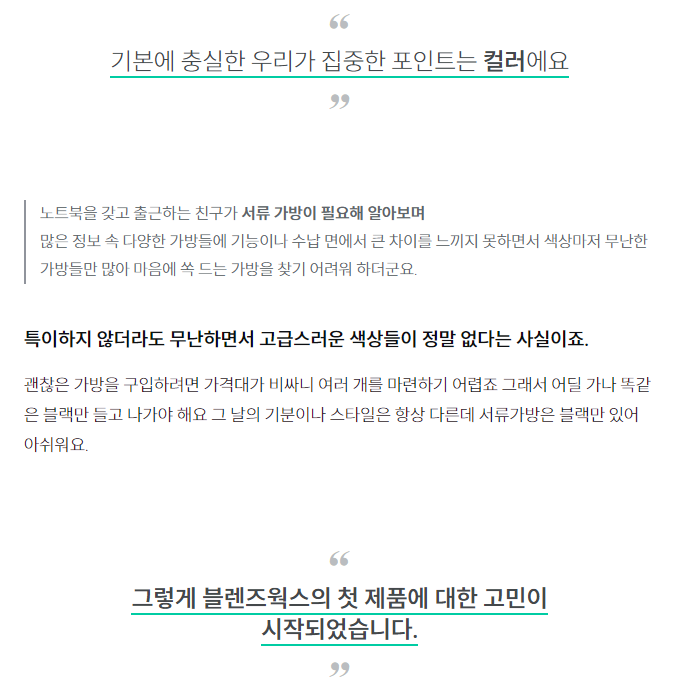 “
기본에 충실한 우리가 집중한 포인트는 컬러에요
”
노트북을 갖고 출근하는 친구가 서류 가방이 필요해 알아보며
많은 정보 속 다양한 가방들에 기능이나 수납 면에서 큰 차이를 느끼지 못하면서 색상마저 무난한
가방들만 많아 마음에 쏙 드는 가방을 찾기 어려워 하더군요.
특이하지 않더라도 무난하면서 고급스러운 색상들이 정말 없다는 사실이죠.
괜찮은 가방을 구입하려면 가격대가 비싸니 여러 개를 마련하기 어렵죠 그래서 어딜 가나 똑같
은 블랙만 들고 나가야 해요 그 날의 기분이나 스타일은 항상 다른데 서류가방은 블랙만 있어
아쉬워요.
“
그렇게 블렌즈웍스의 첫 제품에 대한 고민이
시작되었습니다.
”